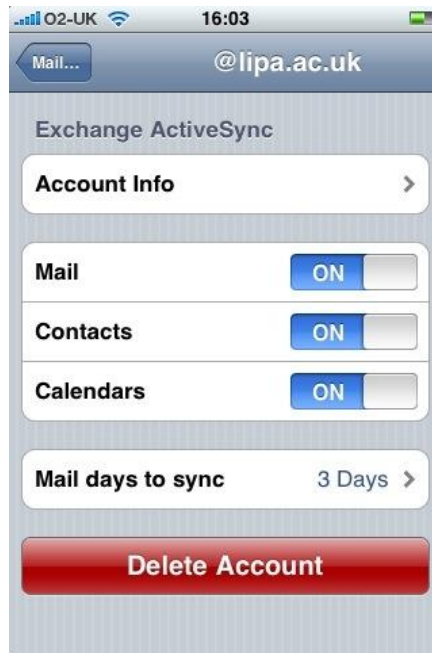 O2-UK 16:03
Mail... @lipa.ac.uk
Exchange ActiveSync
Account Info
Mail ON
Contacts ON
Calendars ON
Mail days to sync 3 Days
Delete Account